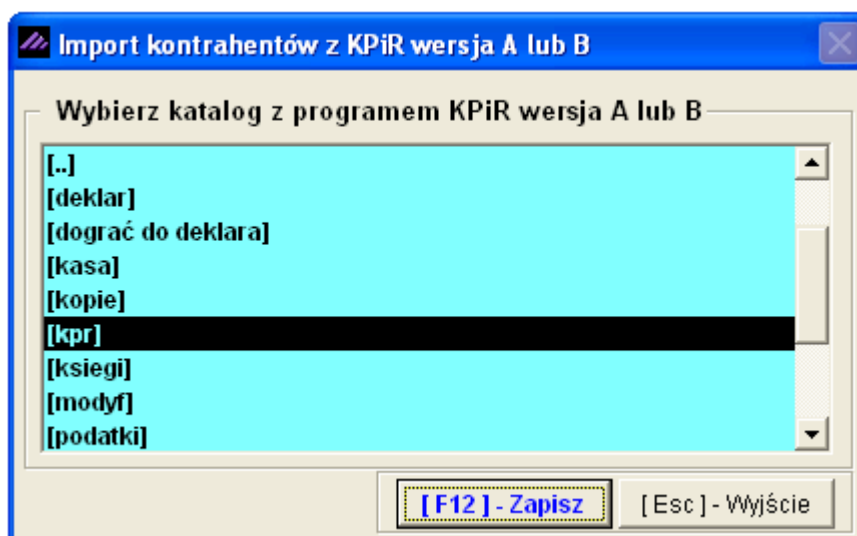 Import kontrahentów z KPiR wersja A lub B
Wybierz katalog z programem KPiR wersja A lub B
[..]
[deklar]
[dograć do deklara]
[kasa]
[kopie]
[kpr]
[ksiegi]
[modyf]
[podatki]
[ F12 ] - Zapisz [ Esc ] - Wyjście